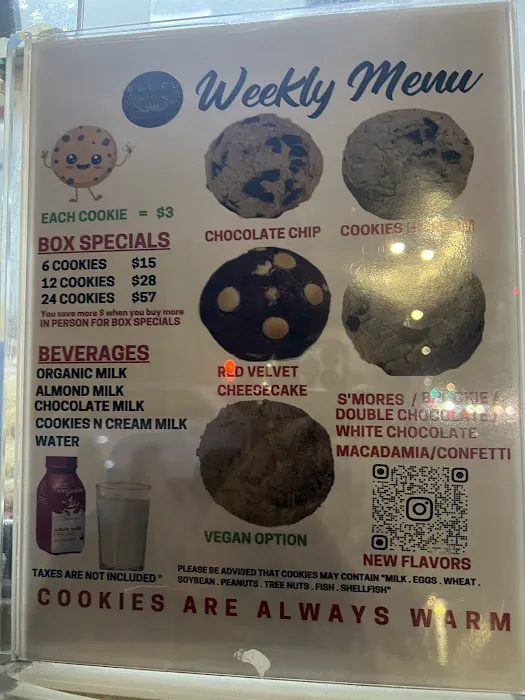 Weekly Menu
EACH COOKIE = $3
BOX SPECIALS
6 COOKIES $15
12 COOKIES $28
24 COOKIES $57
You save more $ when you buy more
IN PERSON FOR BOX SPECIALS
BEVERAGES
ORGANIC MILK
ALMOND MILK
CHOCOLATE MILK
COOKIES N CREAM MILK
WATER
CHOCOLATE CHIP
COOKIES N CREAM
RED VELVET
CHEESECAKE
S'MORES / BROOKIE /
DOUBLE CHOCOLATE /
WHITE CHOCOLATE
MACADAMIA/CONFETTI
VEGAN OPTION
NEW FLAVORS
TAXES ARE NOT INCLUDED *
PLEASE BE ADVISED THAT COOKIES MAY CONTAIN "MILK . EGGS . WHEAT .
SOYBEAN . PEANUTS . TREE NUTS . FISH . SHELLFISH"
COOKIES ARE ALWAYS WARM